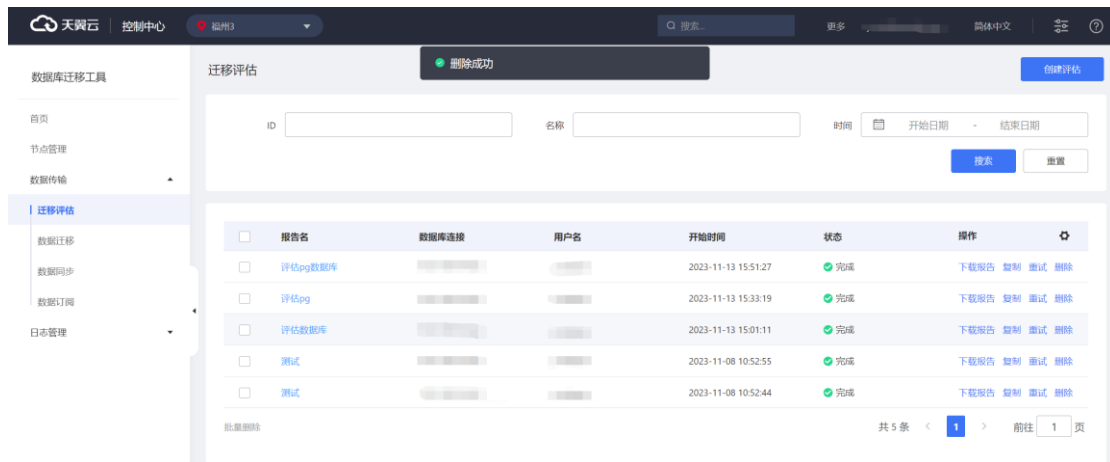 天翼云 控制中心 福州3 搜索... 更多 简体中文
删除成功
数据库迁移工具
迁移评估
创建评估
首页
节点管理
数据传输
迁移评估
数据迁移
数据同步
数据订阅
日志管理
ID 名称 时间 开始日期 - 结束日期
搜索 重置
报告名 数据库连接 用户名 开始时间 状态 操作
评估pg数据库 2023-11-13 15:51:27 完成 下载报告 复制 重试 删除
评估pg 2023-11-13 15:33:19 完成 下载报告 复制 重试 删除
评估数据库 2023-11-13 15:01:11 完成 下载报告 复制 重试 删除
测试 2023-11-08 10:52:55 完成 下载报告 复制 重试 删除
测试 2023-11-08 10:52:44 完成 下载报告 复制 重试 删除
批量删除 共 5 条 < 1 > 前往 1 页